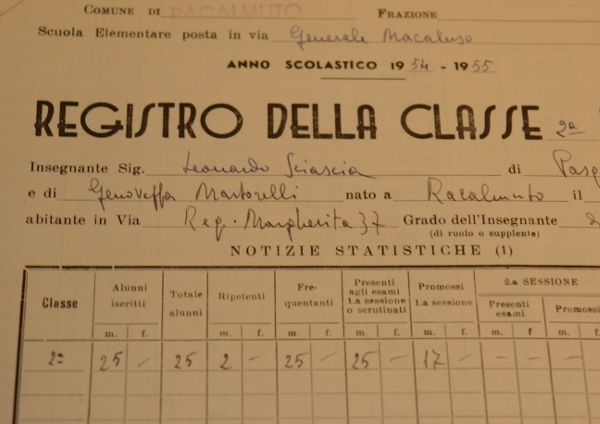 COMUNE DI RACALMUTO FRAZIONE
SCUOLA ELEMENTARE POSTA IN VIA Generale Macaluso
ANNO SCOLASTICO 1954 - 1955
REGISTRO DELLA CLASSE 2a
Insegnante Sig. Leonardo Sciascia di Pasq
e di Genoveffa Martorelli nato a Racalmuto il
abitante in Via Reg. Margherita 37 Grado dell'Insegnante
(di ruolo o supplente)
NOTIZIE STATISTICHE (1)
Classe Alunni iscritti Totale alunni Ripetenti Frequentanti Presenti agli esami 1.a sessione o scrutinati Promossi 1.a sessione 2.a SESSIONE
Presenti esami Promossi
m. f. m. f. m. f. m. f. m. f. m. f. m.
2a 25 - 25 2 - 25 - 25 - 17 - - - -